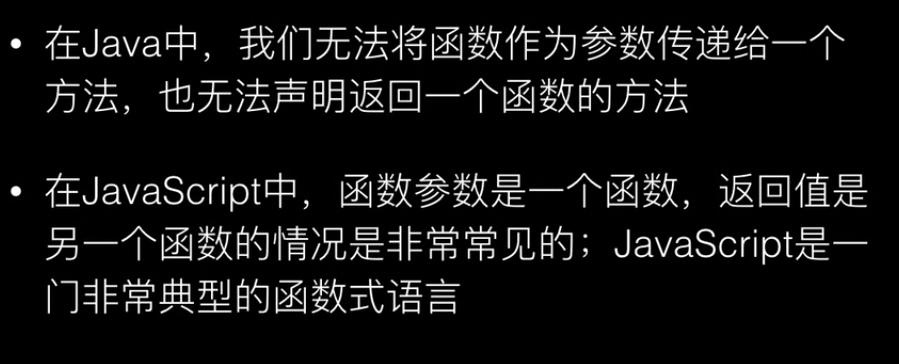 • 在Java中，我们无法将函数作为参数传递给一个
方法，也无法声明返回一个函数的方法
• 在JavaScript中，函数参数是一个函数，返回值是
另一个函数的情况是非常常见的；JavaScript是一
门非常典型的函数式语言